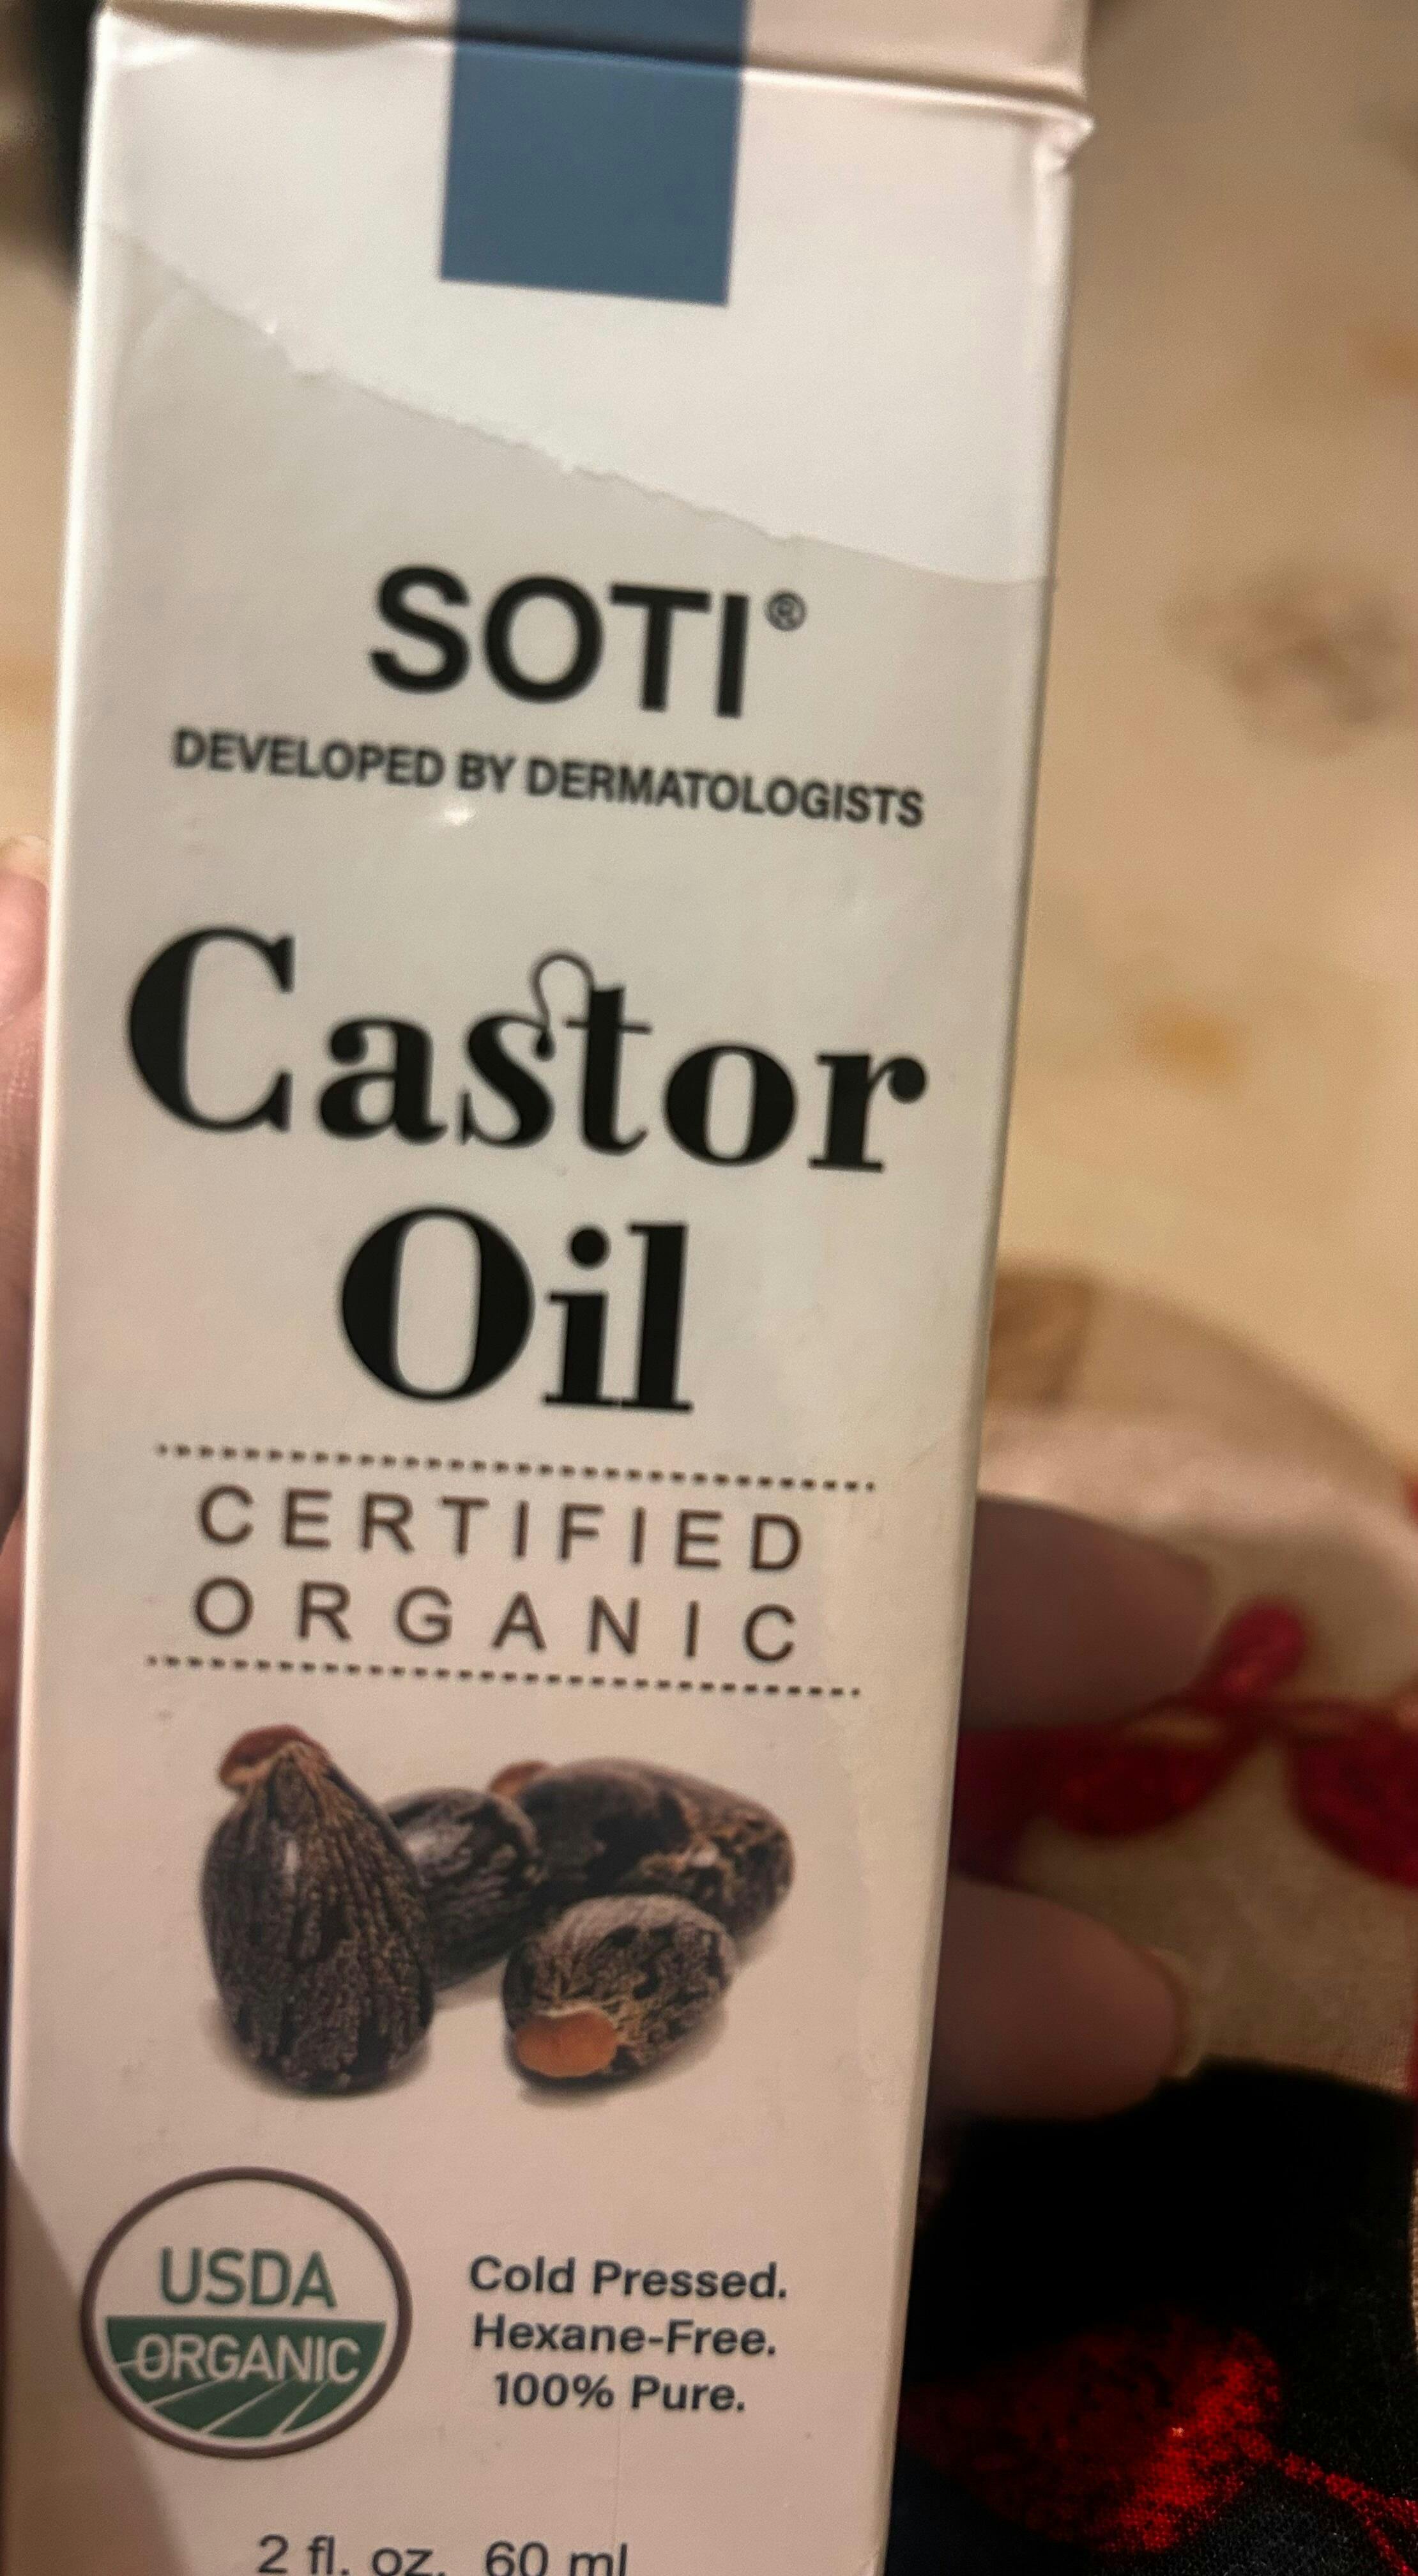 SOTI®
DEVELOPED BY DERMATOLOGISTS
Castor
Oil
CERTIFIED
ORGANIC
USDA
ORGANIC
Cold Pressed.
Hexane-Free.
100% Pure.
2 fl. oz. 60 ml